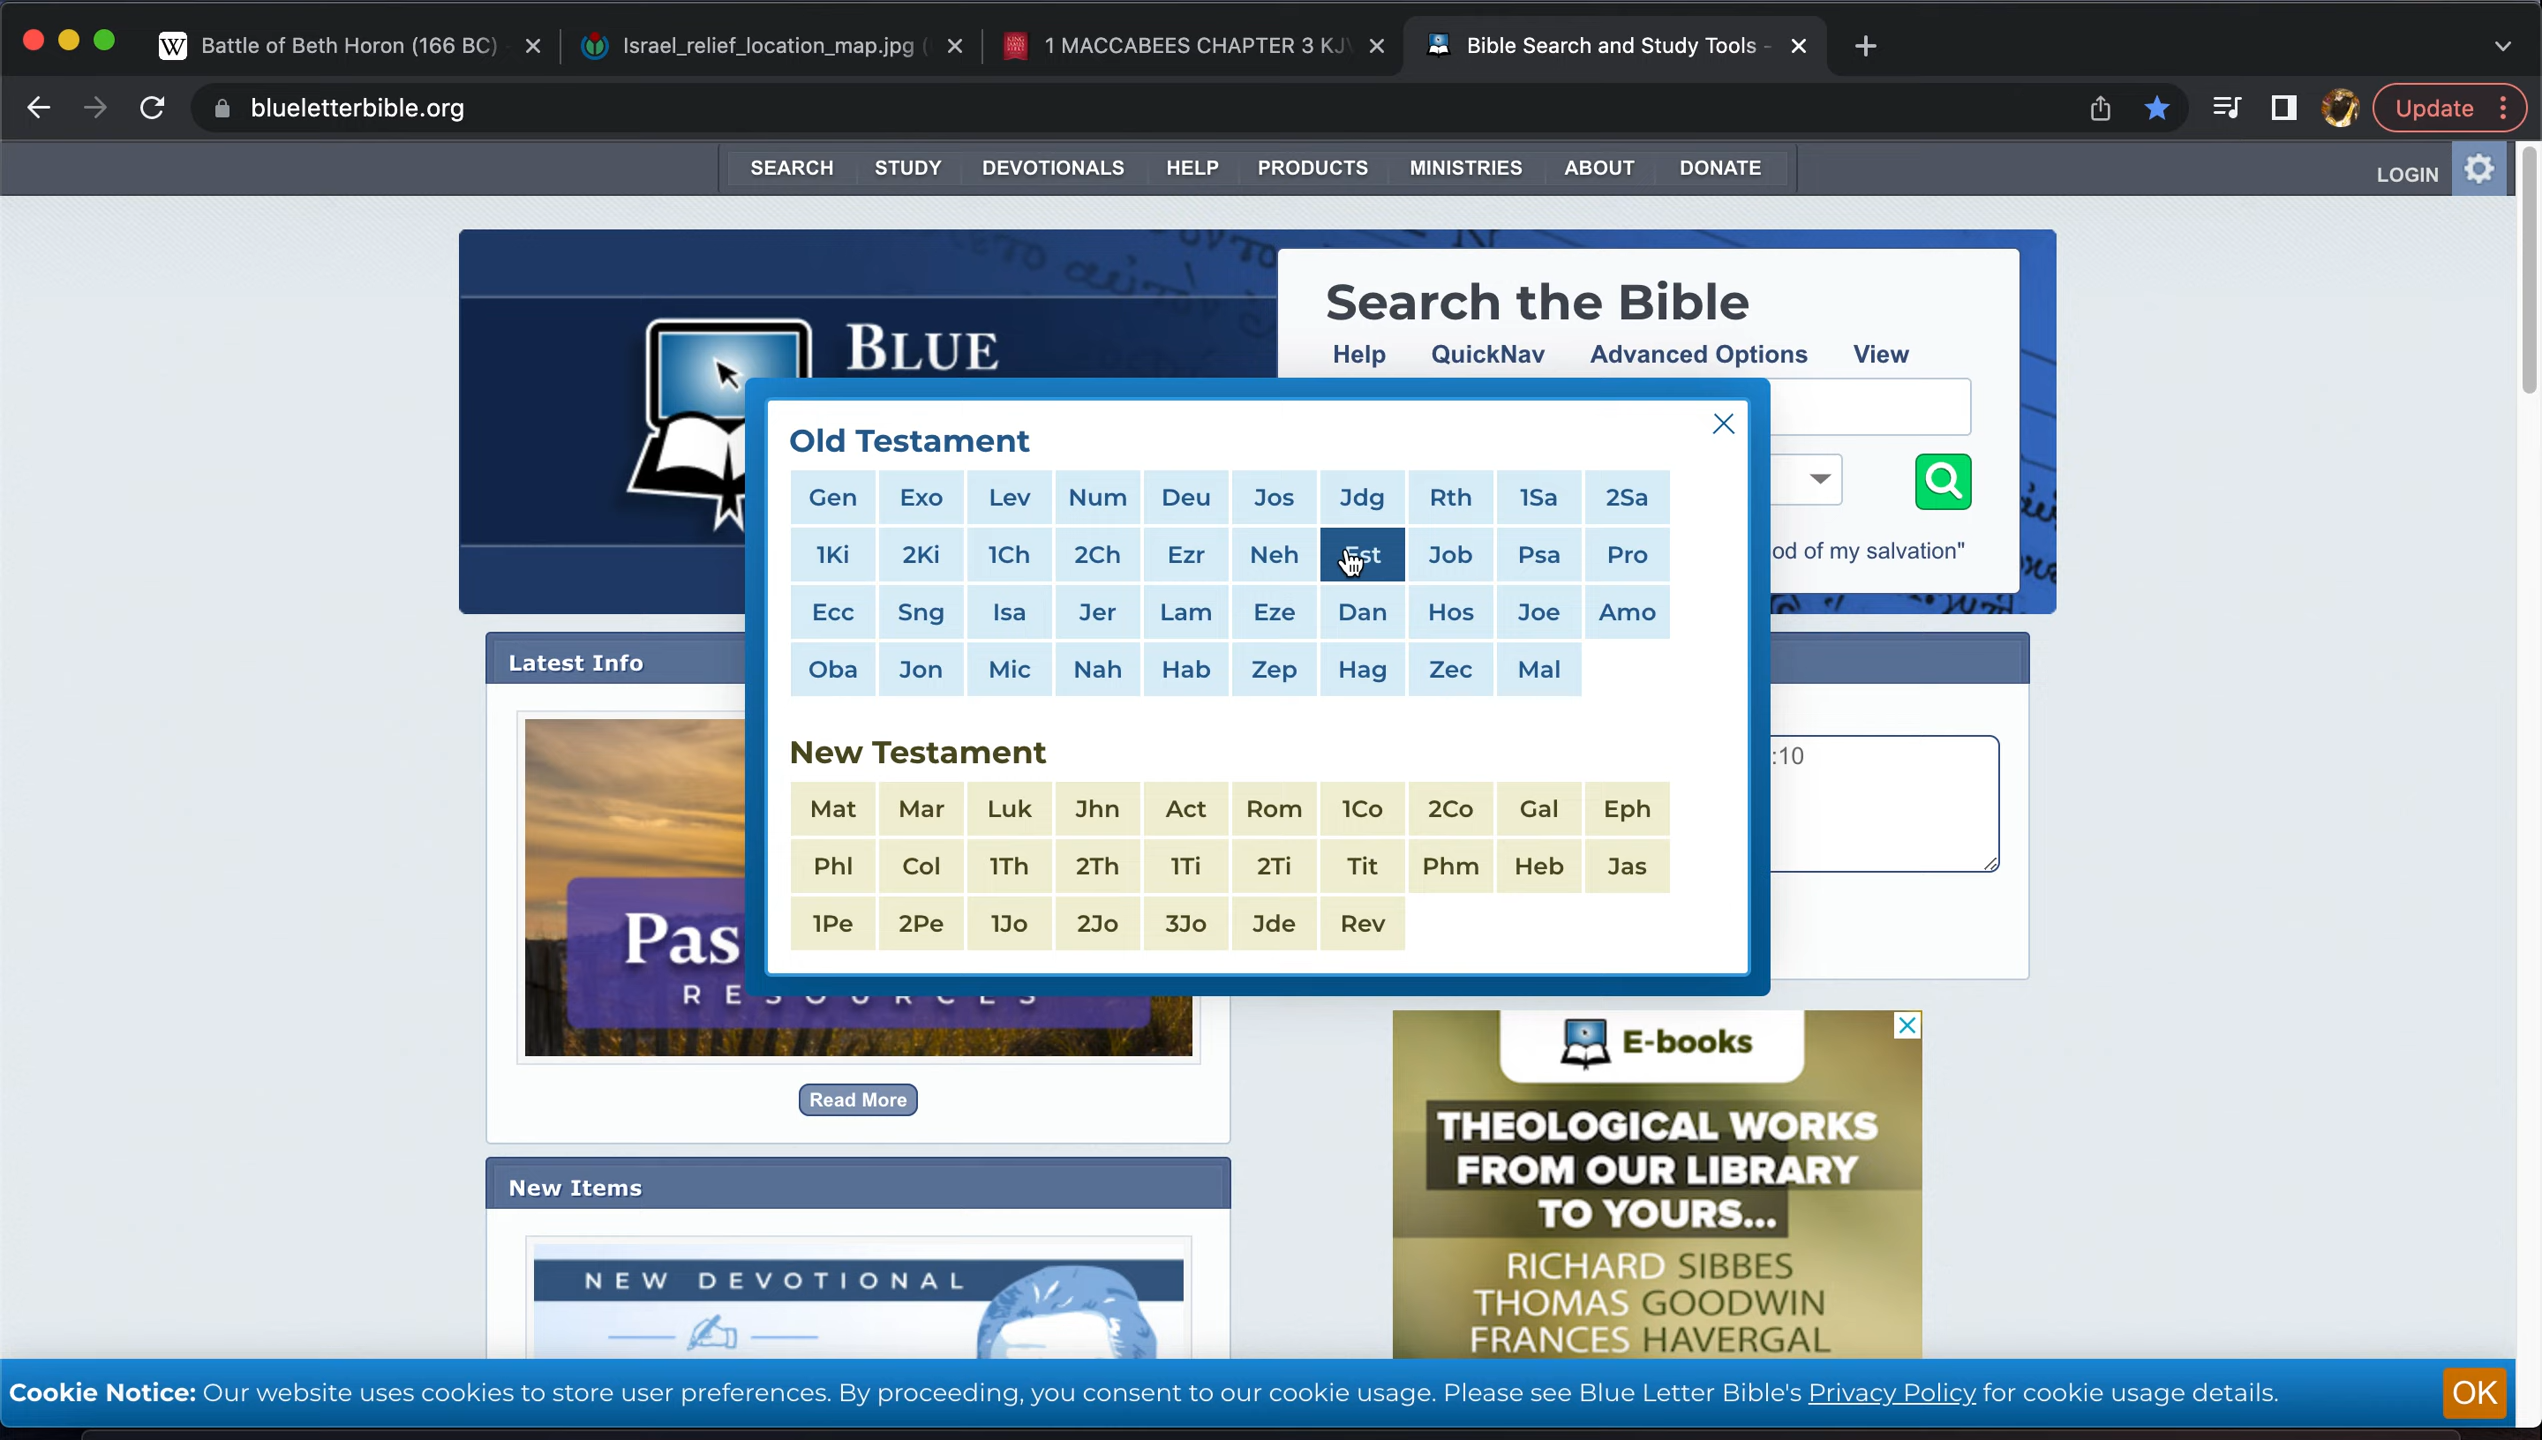 Battle of Beth Horon (166 BC)
Israel_relief_location_map.jpg
1 MACCABEES CHAPTER 3 KJV
Bible Search and Study Tools -
blueletterbible.org
Update
SEARCH STUDY DEVOTIONALS HELP PRODUCTS MINISTRIES ABOUT DONATE
LOGIN
BLUE
Search the Bible
Help QuickNav Advanced Options View
od of my salvation"
Old Testament
Gen Exo Lev Num Deu Jos Jdg Rth 1Sa 2Sa
1Ki 2Ki 1Ch 2Ch Ezr Neh Est Job Psa Pro
Ecc Sng Isa Jer Lam Eze Dan Hos Joe Amo
Oba Jon Mic Nah Hab Zep Hag Zec Mal
New Testament
Mat Mar Luk Jhn Act Rom 1Co 2Co Gal Eph
Phl Col 1Th 2Th 1Ti 2Ti Tit Phm Heb Jas
1Pe 2Pe 1Jo 2Jo 3Jo Jde Rev
Latest Info
:10
Pas
RESOURCES
Read More
New Items
NEW DEVOTIONAL
E-books
THEOLOGICAL WORKS
FROM OUR LIBRARY
TO YOURS...
RICHARD SIBBES
THOMAS GOODWIN
FRANCES HAVERGAL
Cookie Notice: Our website uses cookies to store user preferences. By proceeding, you consent to our cookie usage. Please see Blue Letter Bible's Privacy Policy for cookie usage details.
OK